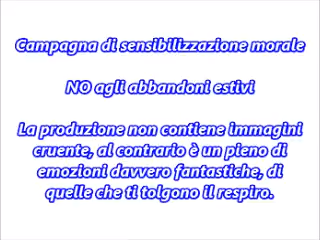 Campagna di sensibilizzazione morale
NO agli abbandoni estivi
La produzione non contiene immagini
cruente, al contrario è un pieno di
emozioni davvero fantastiche, di
quelle che ti tolgono il respiro.